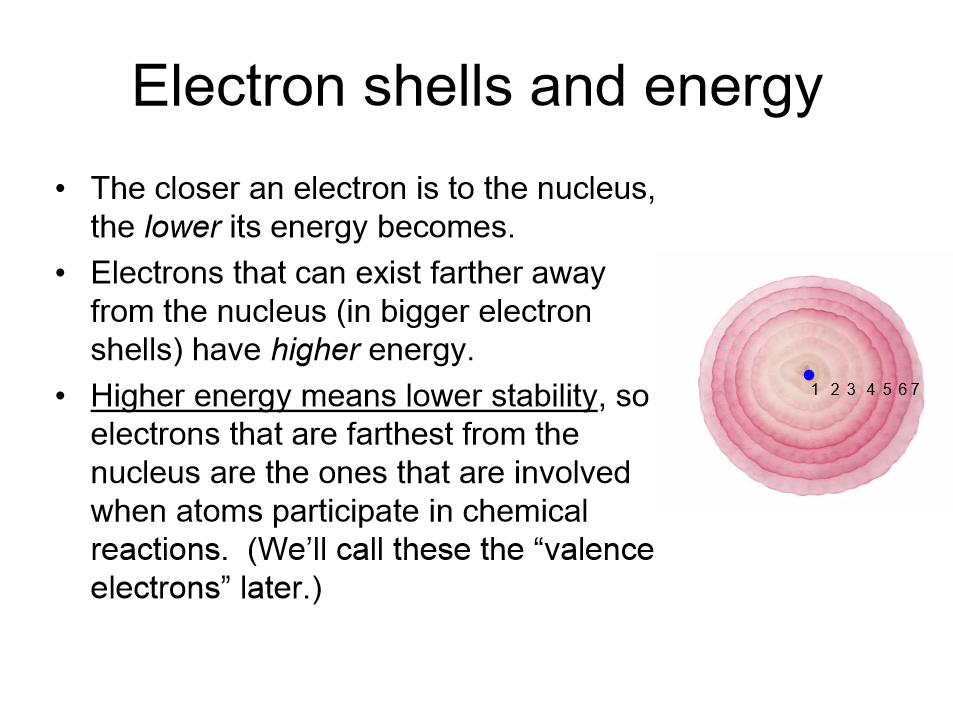 Electron shells and energy
• The closer an electron is to the nucleus,
the lower its energy becomes.
• Electrons that can exist farther away
from the nucleus (in bigger electron
shells) have higher energy.
• Higher energy means lower stability, so
electrons that are farthest from the
nucleus are the ones that are involved
when atoms participate in chemical
reactions.  (We’ll call these the “valence
electrons” later.)
1 2 3 4 5 6 7